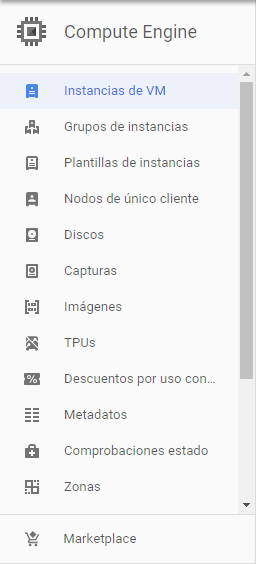 Compute Engine
Instancias de VM
Grupos de instancias
Plantillas de instancias
Nodos de único cliente
Discos
Capturas
Imágenes
TPUs
Descuentos por uso con...
Metadatos
Comprobaciones estado
Zonas
Marketplace